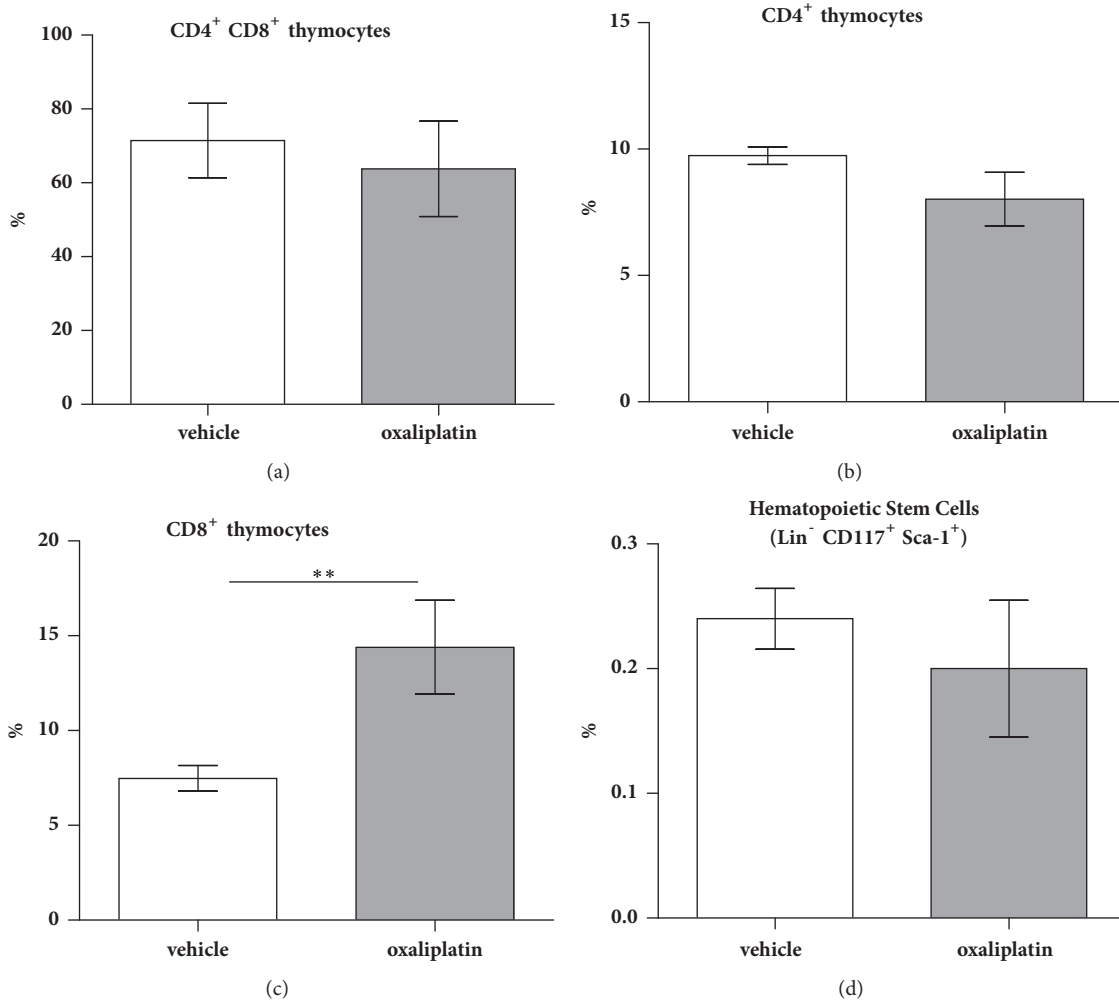 CD4+ CD8+ thymocytes
100
80
60
40
20
0
%
vehicle
oxaliplatin
(a)
CD4+ thymocytes
15
10
5
0
%
vehicle
oxaliplatin
(b)
CD8+ thymocytes
20
15
10
5
0
%
**
vehicle
oxaliplatin
(c)
Hematopoietic Stem Cells
(Lin- CD117+ Sca-1+)
0.3
0.2
0.1
0.0
%
vehicle
oxaliplatin
(d)